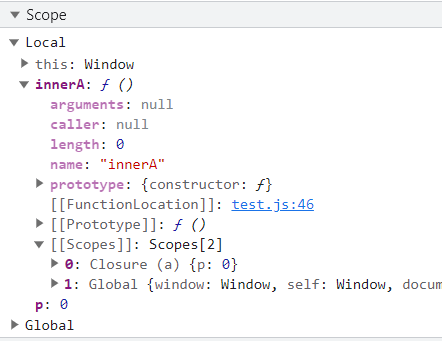 Scope
Local
this: Window
innerA: ƒ ()
arguments: null
caller: null
length: 0
name: "innerA"
prototype: {constructor: ƒ}
[[FunctionLocation]]: test.js:46
[[Prototype]]: ƒ ()
[[Scopes]]: Scopes[2]
0: Closure (a) {p: 0}
1: Global {window: Window, self: Window, docum
p: 0
Global